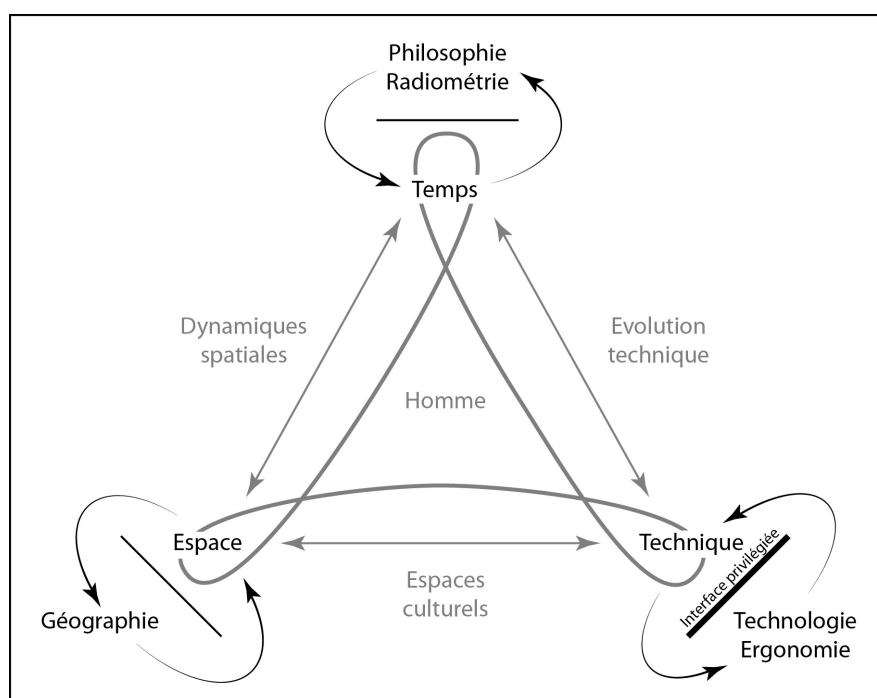 Philosophie
Radiométrie
Temps
Dynamiques
spatiales
Evolution
technique
Homme
Espace
Technique
Interface privilégiée
Espaces
culturels
Géographie
Technologie
Ergonomie